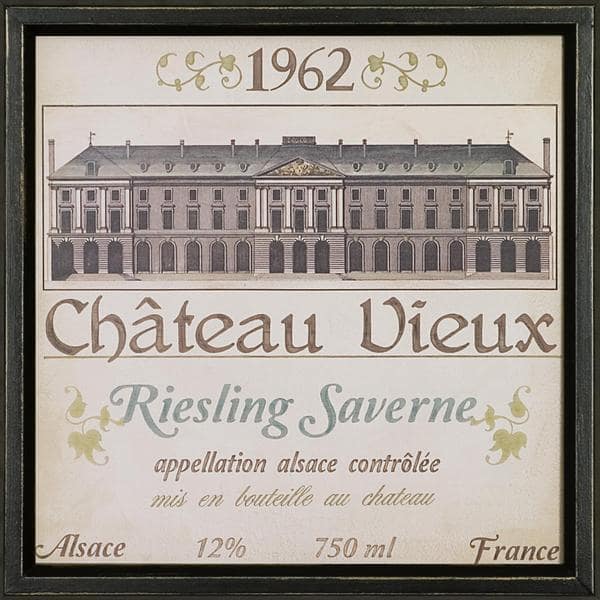 1962
Château Vieux
Riesling Saverne
appellation alsace contrôlée
mis en bouteille au chateau
Alsace 12% 750 ml France